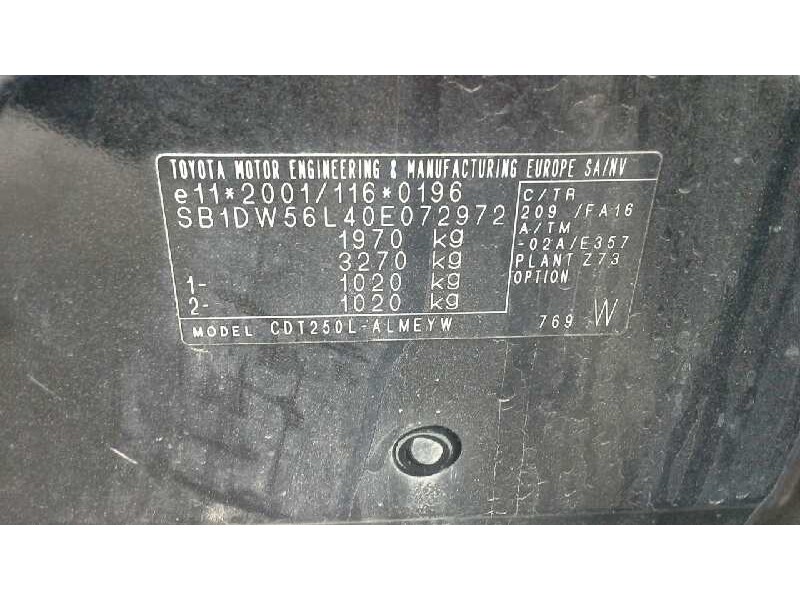 TOYOTA MOTOR ENGINEERING & MANUFACTURING EUROPE SA/NV
e11*2001/116*0196
SB1DW56L40E072972
1970 kg
3270 kg
1- 1020 kg
2- 1020 kg
C/TR
209 /FA16
A/TM
-02A/E357
PLANT Z73
OPTION
MODEL CDT250L-ALMEYW
769 W